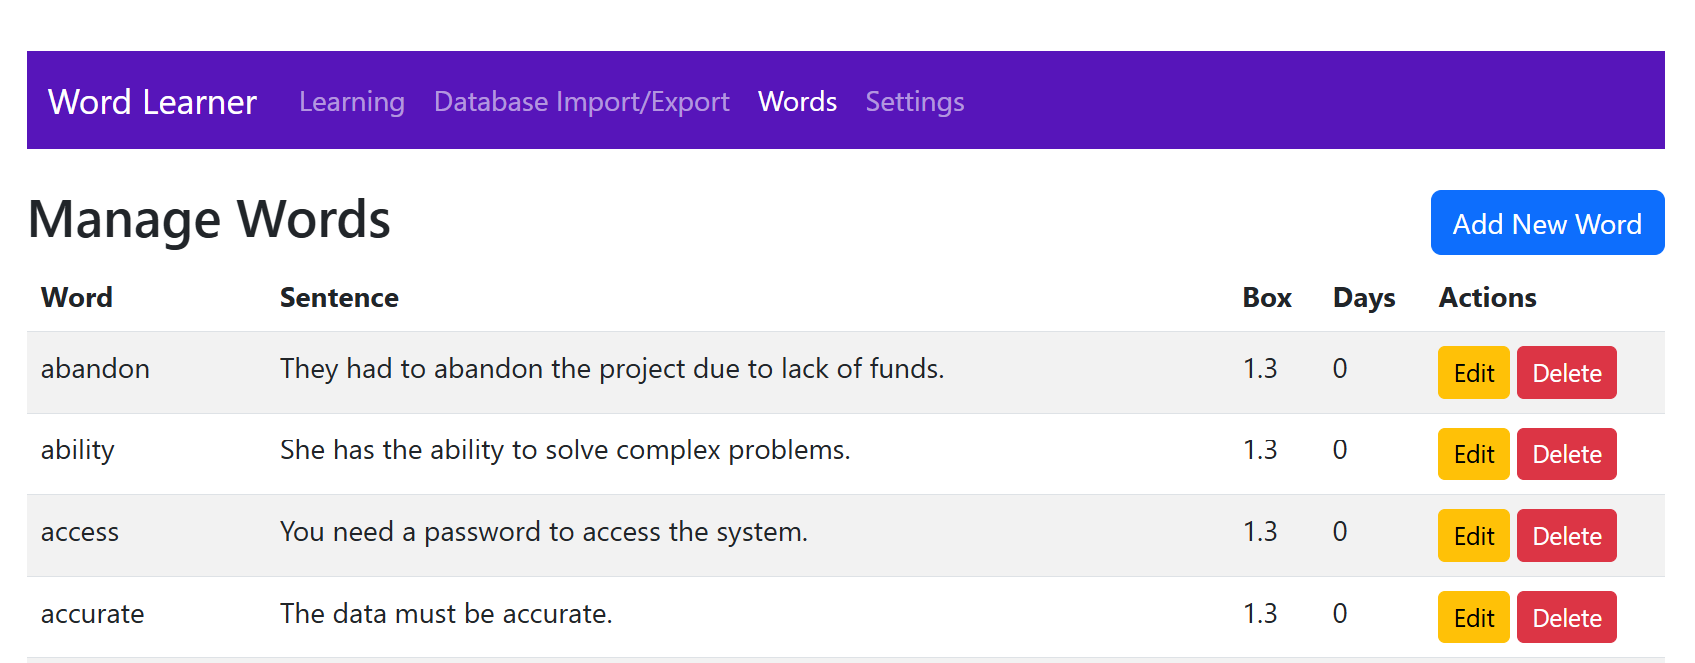 Word Learner Learning Database Import/Export Words Settings
Manage Words Add New Word
Word Sentence Box Days Actions
abandon They had to abandon the project due to lack of funds. 1.3 0 Edit Delete
ability She has the ability to solve complex problems. 1.3 0 Edit Delete
access You need a password to access the system. 1.3 0 Edit Delete
accurate The data must be accurate. 1.3 0 Edit Delete